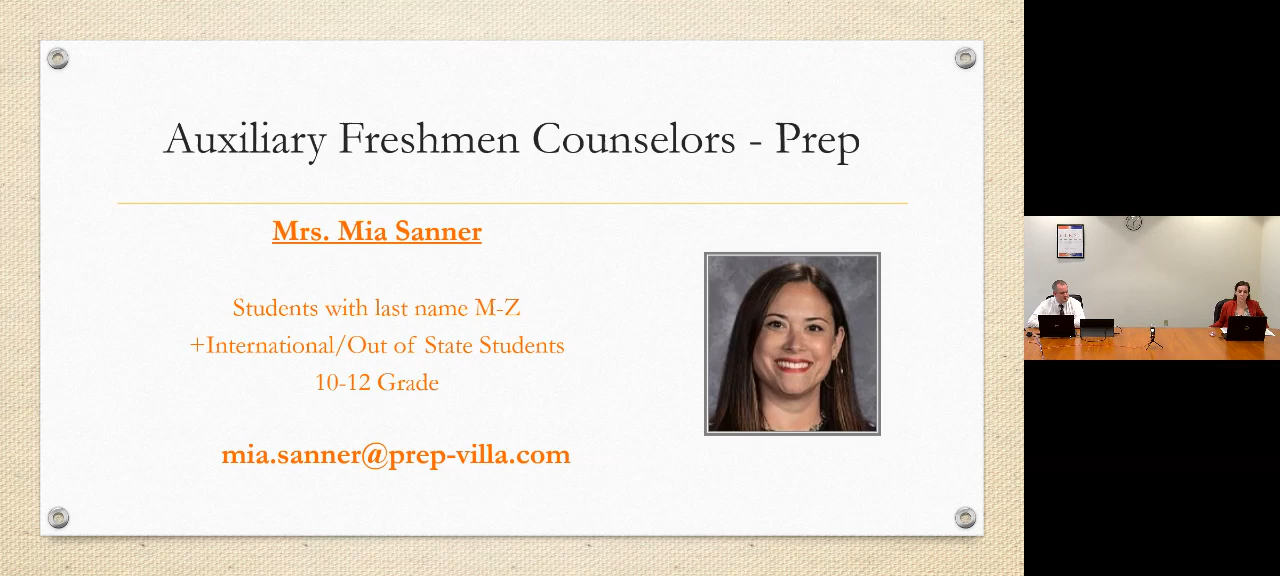 Auxiliary Freshmen Counselors - Prep
Mrs. Mia Sanner
Students with last name M-Z
+International/Out of State Students
10-12 Grade
mia.sanner@prep-villa.com